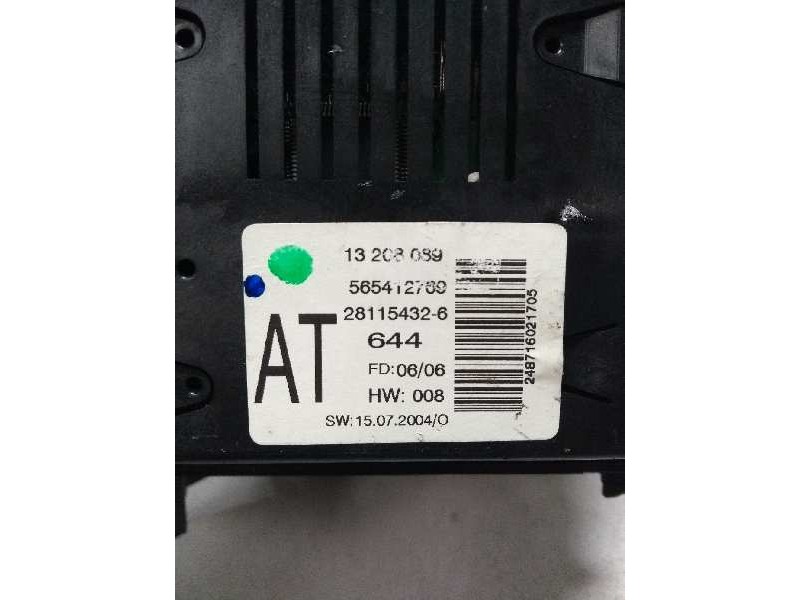 13 208 089
565412769
28115432-6
AT
644
FD: 06/06
HW: 008
SW: 15.07.2004/O
248716021705